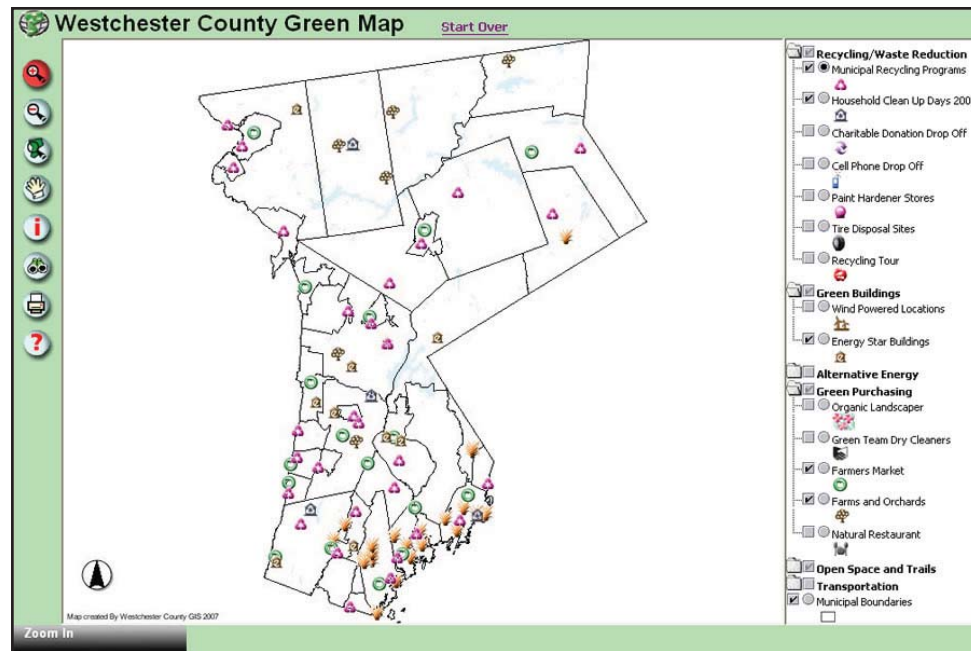 Westchester County Green Map
Start Over
Recycling/Waste Reduction
Municipal Recycling Programs
Household Clean Up Days 200
Charitable Donation Drop Off
Cell Phone Drop Off
Paint Hardener Stores
Tire Disposal Sites
Recycling Tour
Green Buildings
Wind Powered Locations
Energy Star Buildings
Alternative Energy
Green Purchasing
Organic Landscaper
Green Team Dry Cleaners
Farmers Market
Farms and Orchards
Natural Restaurant
Open Space and Trails
Transportation
Municipal Boundaries
Map created By Westchester County GIS 2007
Zoom In